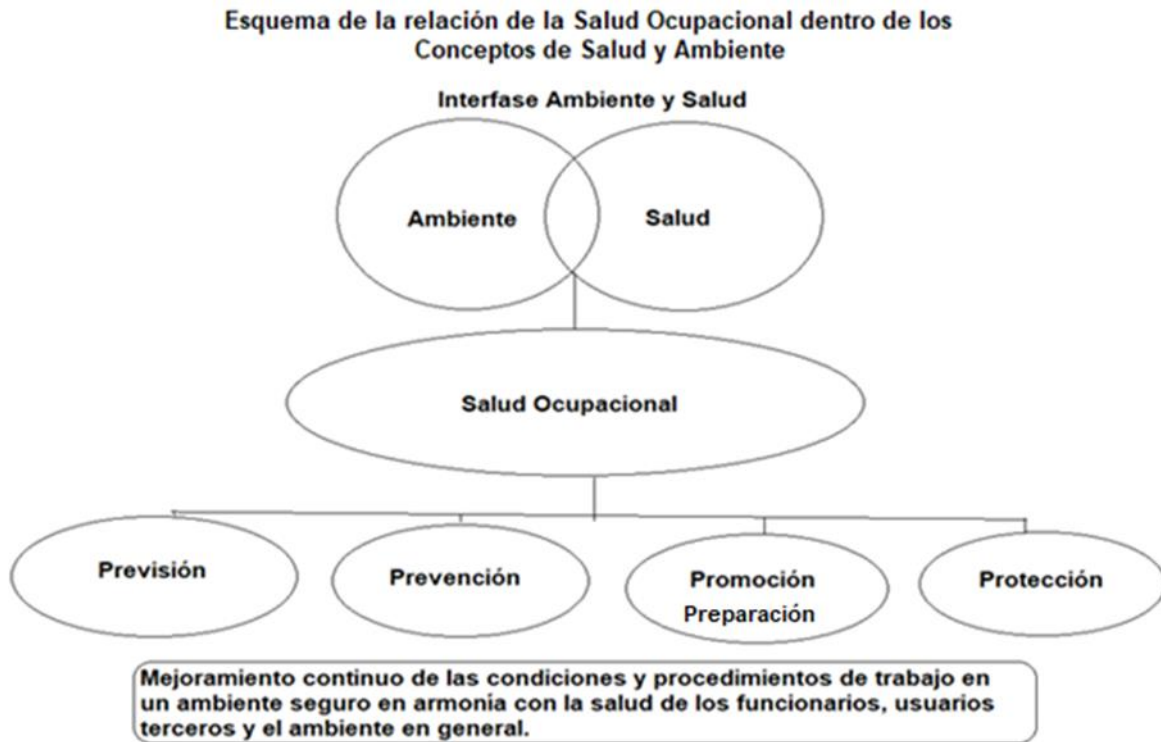 Esquema de la relación de la Salud Ocupacional dentro de los
Conceptos de Salud y Ambiente
Interfase Ambiente y Salud
Ambiente
Salud
Salud Ocupacional
Previsión
Prevención
Promoción
Preparación
Protección
Mejoramiento continuo de las condiciones y procedimientos de trabajo en
un ambiente seguro en armonía con la salud de los funcionarios, usuarios
terceros y el ambiente en general.